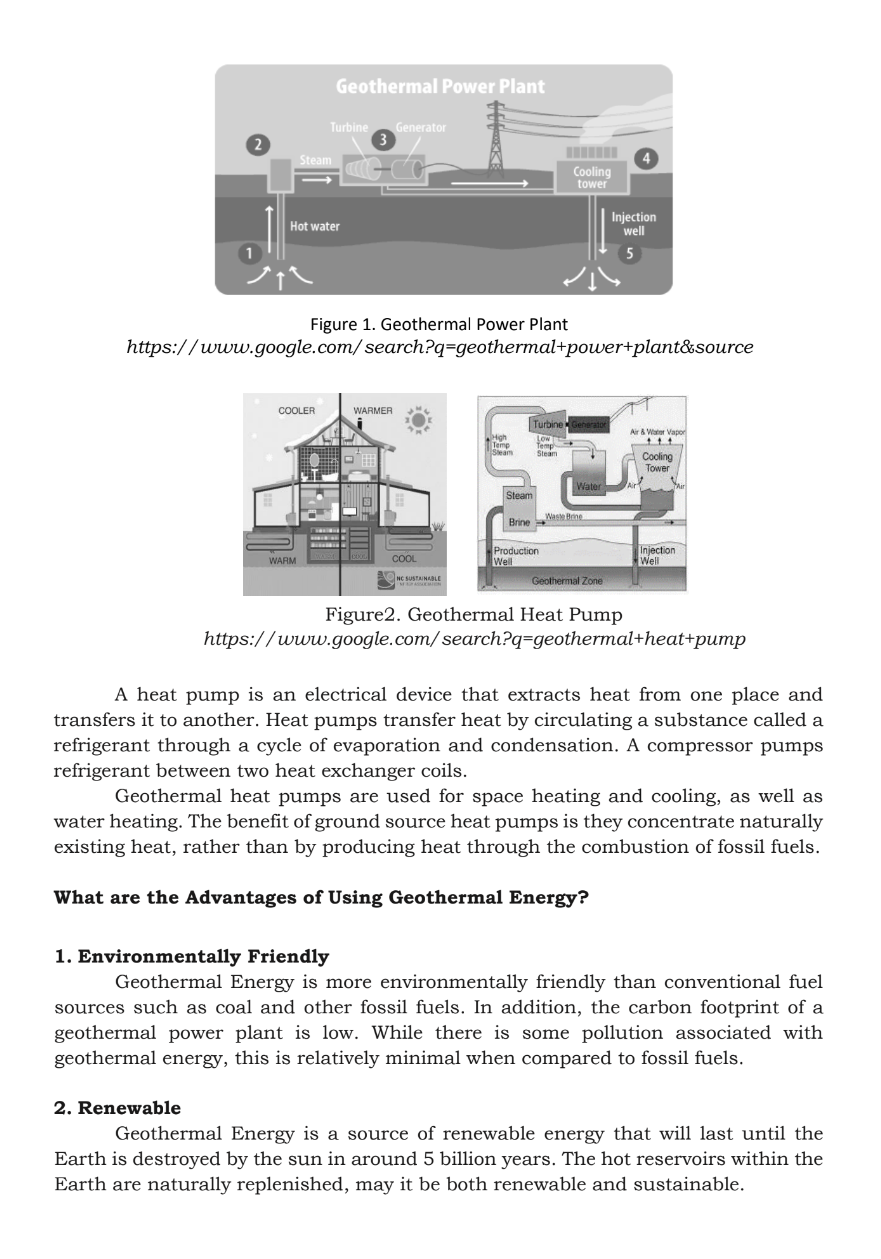 Geothermal Power Plant
Turbine
Generator
3
2
Steam
4
Cooling
tower
Hot water
Injection
well
1
5
Figure 1. Geothermal Power Plant
https://www.google.com/search?q=geothermal+power+plant&source
COOLER
WARMER
WARM
COOL
NC SUSTAINABLE
Turbine
Generator
High
Temp
Steam
Low
Temp
Steam
Air & Water Vapor
Cooling
Tower
Water
Air
Air
Steam
Brine
Waste Brine
Production
Well
Injection
Well
Geothermal Zone
Figure2. Geothermal Heat Pump
https://www.google.com/search?q=geothermal+heat+pump
A heat pump is an electrical device that extracts heat from one place and
transfers it to another. Heat pumps transfer heat by circulating a substance called a
refrigerant through a cycle of evaporation and condensation. A compressor pumps
refrigerant between two heat exchanger coils.
Geothermal heat pumps are used for space heating and cooling, as well as
water heating. The benefit of ground source heat pumps is they concentrate naturally
existing heat, rather than by producing heat through the combustion of fossil fuels.
What are the Advantages of Using Geothermal Energy?
1. Environmentally Friendly
Geothermal Energy is more environmentally friendly than conventional fuel
sources such as coal and other fossil fuels. In addition, the carbon footprint of a
geothermal power plant is low. While there is some pollution associated with
geothermal energy, this is relatively minimal when compared to fossil fuels.
2. Renewable
Geothermal Energy is a source of renewable energy that will last until the
Earth is destroyed by the sun in around 5 billion years. The hot reservoirs within the
Earth are naturally replenished, may it be both renewable and sustainable.